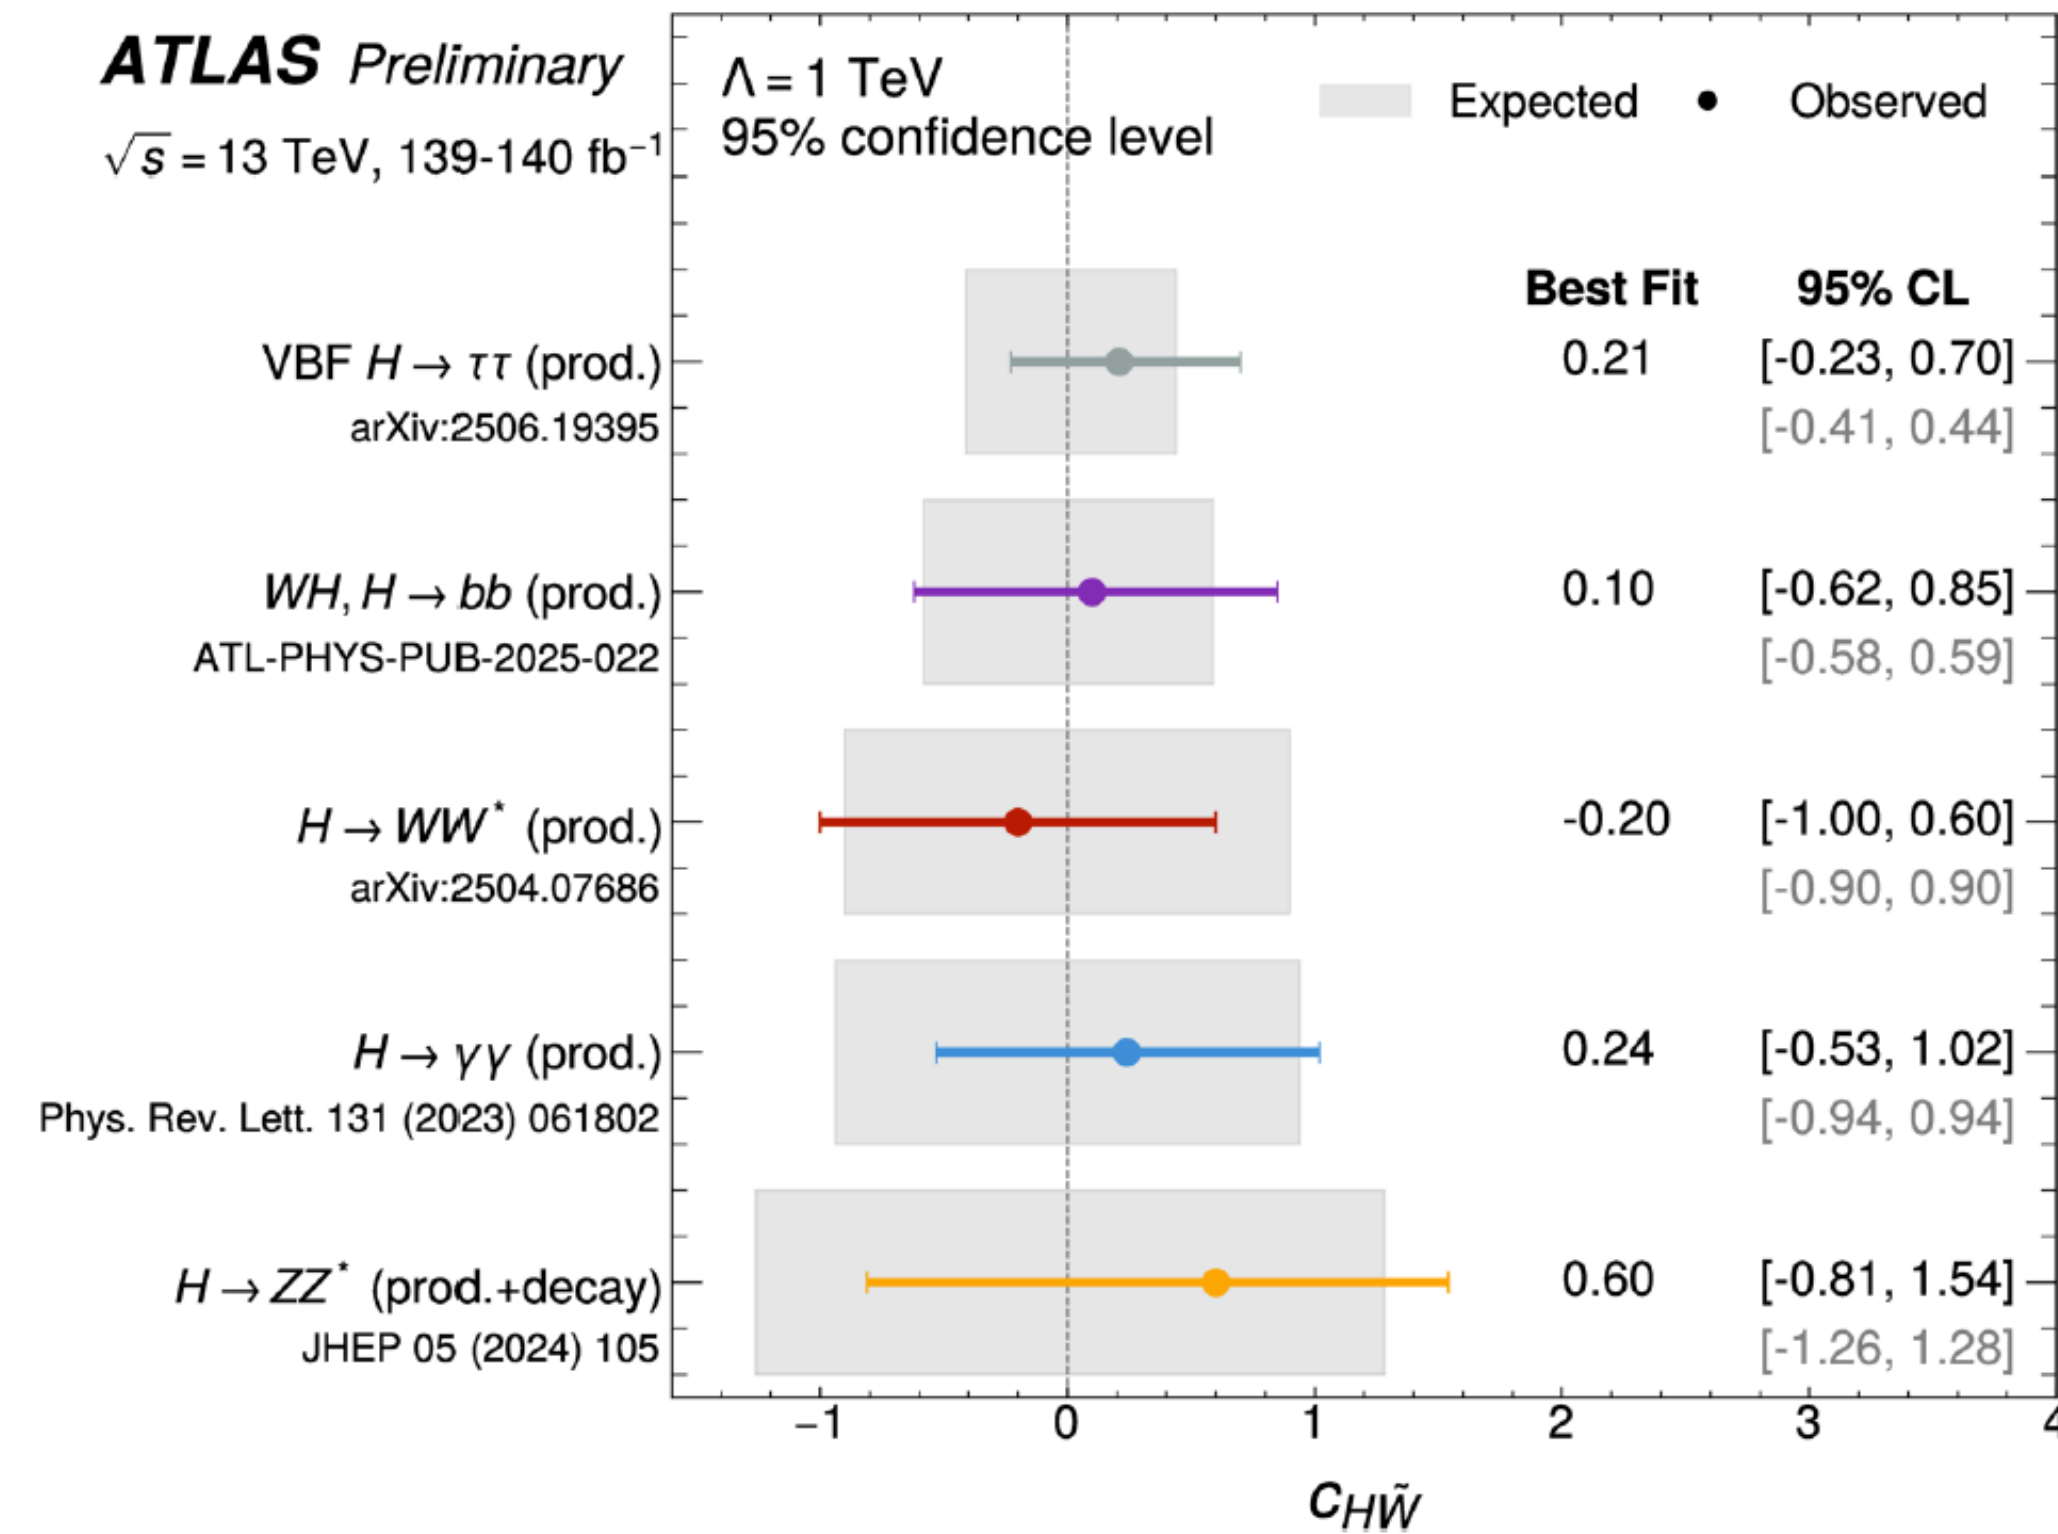 ATLAS Preliminary
√s = 13 TeV, 139-140 fb⁻¹
Λ = 1 TeV
95% confidence level
Expected Observed
Best Fit 95% CL
VBF H → ττ (prod.) 0.21 [-0.23, 0.70]
arXiv:2506.19395 [-0.41, 0.44]
WH, H → bb (prod.) 0.10 [-0.62, 0.85]
ATL-PHYS-PUB-2025-022 [-0.58, 0.59]
H → WW* (prod.) -0.20 [-1.00, 0.60]
arXiv:2504.07686 [-0.90, 0.90]
H → γγ (prod.) 0.24 [-0.53, 1.02]
Phys. Rev. Lett. 131 (2023) 061802 [-0.94, 0.94]
H → ZZ* (prod.+decay) 0.60 [-0.81, 1.54]
JHEP 05 (2024) 105 [-1.26, 1.28]
−1 0 1 2 3 4
c_HW̃